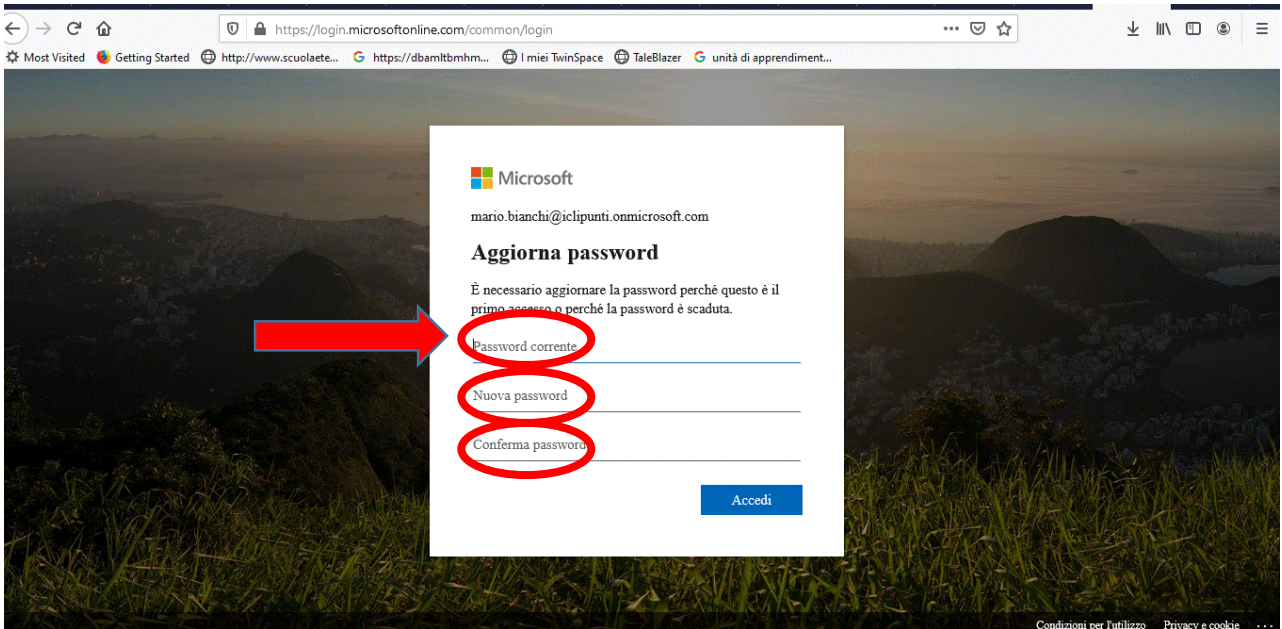 https://login.microsoftonline.com/common/login
Most Visited Getting Started http://www.scuolaete... https://dbamltbmhm... I miei TwinSpace TaleBlazer unità di apprendiment...
Microsoft
mario.bianchi@iclipunti.onmicrosoft.com
Aggiorna password
È necessario aggiornare la password perché questo è il
primo accesso o perché la password è scaduta.
Password corrente
Nuova password
Conferma password
Accedi
Condizioni per l'utilizzo Privacy e cookie ...